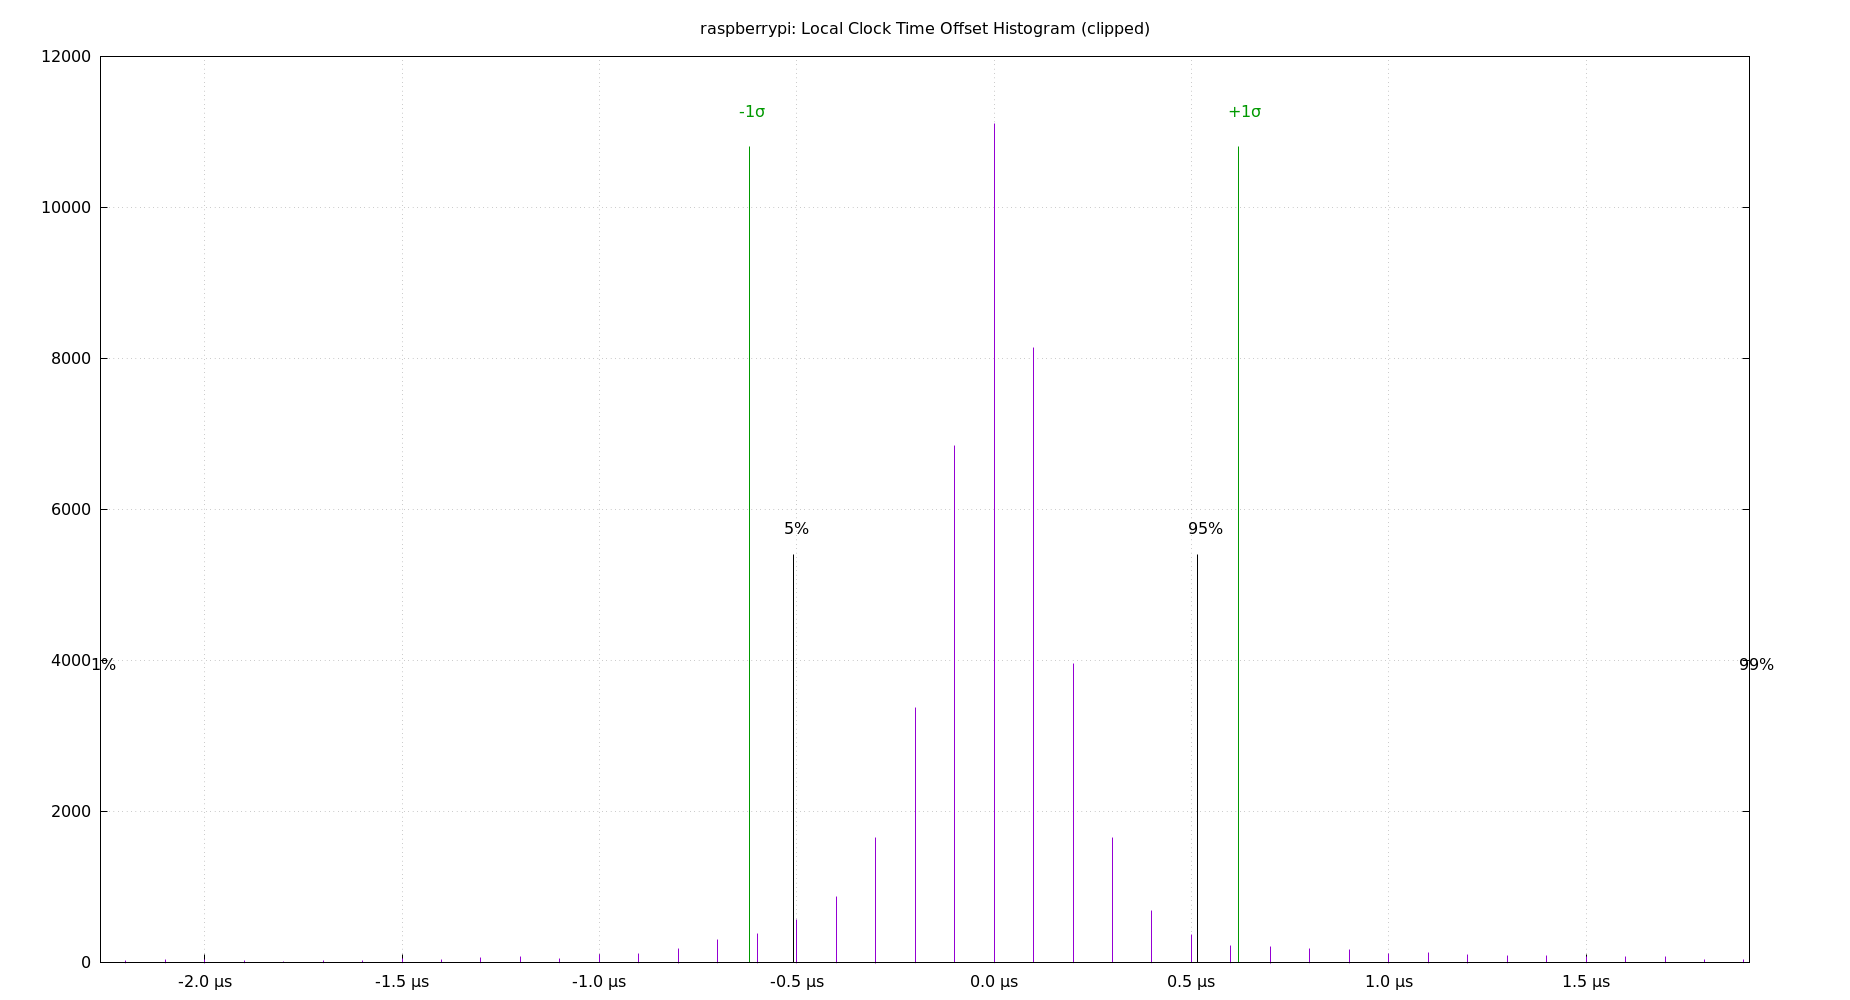 raspberrypi: Local Clock Time Offset Histogram (clipped)
12000
-1σ
+1σ
10000
8000
6000
5%
95%
4000
1%
99%
2000
0
-2.0 µs
-1.5 µs
-1.0 µs
-0.5 µs
0.0 µs
0.5 µs
1.0 µs
1.5 µs